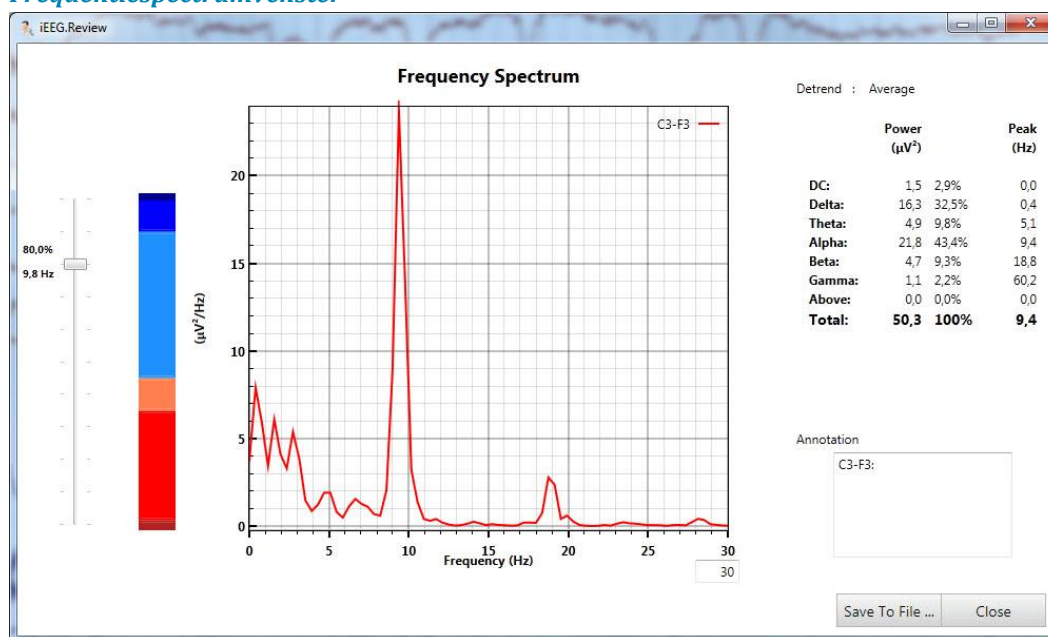 Frequentiespectrumvenster
iEEG.Review
Frequency Spectrum
C3-F3
(µV²/Hz)
20
15
10
5
0
0 5 10 15 20 25 30
Frequency (Hz)
30
80,0%
9,8 Hz
Detrend : Average
Power Peak
(µV²) (Hz)
DC: 1,5 2,9% 0,0
Delta: 16,3 32,5% 0,4
Theta: 4,9 9,8% 5,1
Alpha: 21,8 43,4% 9,4
Beta: 4,7 9,3% 18,8
Gamma: 1,1 2,2% 60,2
Above: 0,0 0,0% 0,0
Total: 50,3 100% 9,4
Annotation
C3-F3:
Save To File ... Close